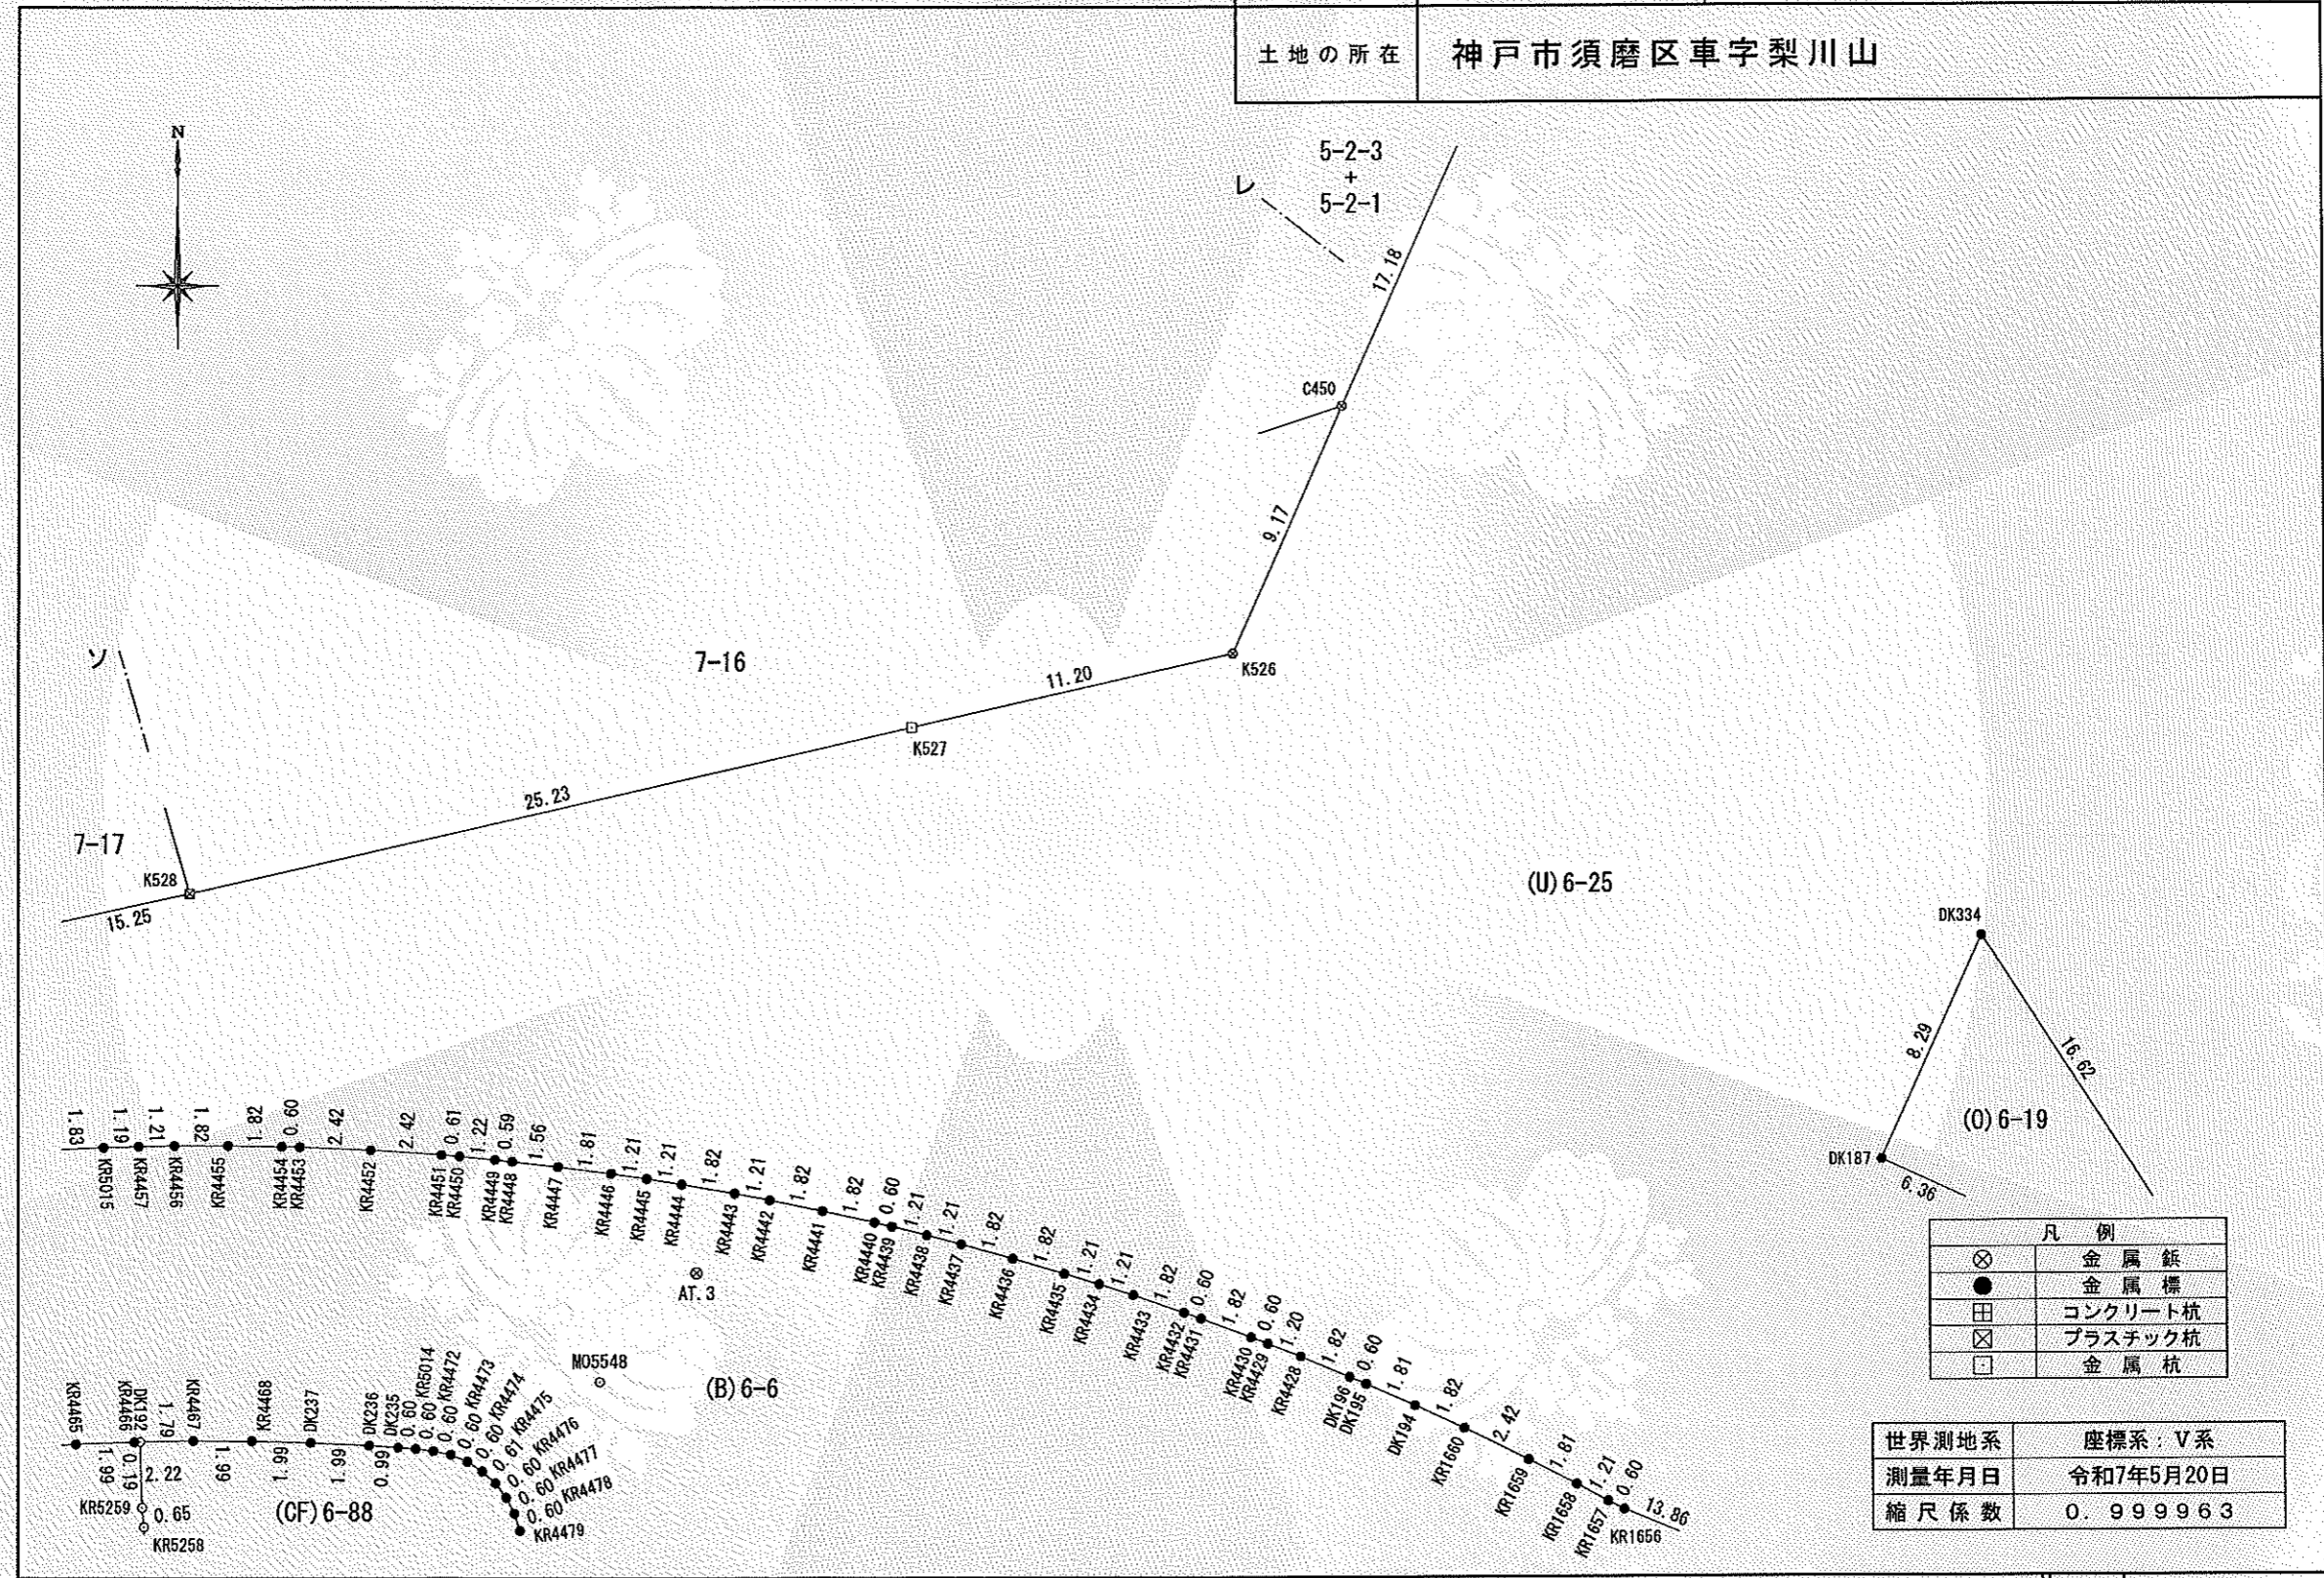 土地の所在 神戸市須磨区車字梨川山
N
5-2-3
+
5-2-1
レ
17.18
C450
9.17
ソ
7-16
11.20
K526
K527
25.23
7-17
K528
15.25
(U)6-25
DK334
8.29
16.62
(O)6-19
DK187
6.36
1.83 1.19 1.21 1.82 1.82 0.60 2.42 2.42 0.61 1.22 0.59 1.56 1.81 1.21 1.21 1.82 1.21 1.82 1.82 0.60 1.21 1.21 1.82 1.82 1.21 1.21 1.82 0.60 1.82 0.60 1.20 1.82 0.60 1.81 1.82 2.42 1.81 1.21 0.60 13.86
KR5015 KR4457 KR4456 KR4455 KR4454 KR4453 KR4452 KR4451 KR4450 KR4449 KR4448 KR4447 KR4446 KR4445 KR4444 KR4443 KR4442 KR4441 KR4440 KR4439 KR4438 KR4437 KR4436 KR4435 KR4434 KR4433 KR4432 KR4431 KR4430 KR4429 KR4428 DK196 DK195 DK194 KR1660 KR1659 KR1658 KR1657 KR1656
AT.3
MO5548
(B)6-6
KR4465 KR4466 DK192 1.79 KR4467 KR4468 DK237 DK236 DK235 0.60 KR5014 0.60 KR4472 0.60 KR4473 0.60 KR4474 0.60 KR4475 0.61 KR4476 0.60 KR4477 0.60 KR4478 0.60 KR4479
1.99 0.19 2.22 1.99 1.99 1.99 0.99
KR5259 0.65
KR5258
(CF)6-88
凡例
金属鋲
金属標
コンクリート杭
プラスチック杭
金属杭
世界測地系 座標系：V系
測量年月日 令和7年5月20日
縮尺係数 0.999963